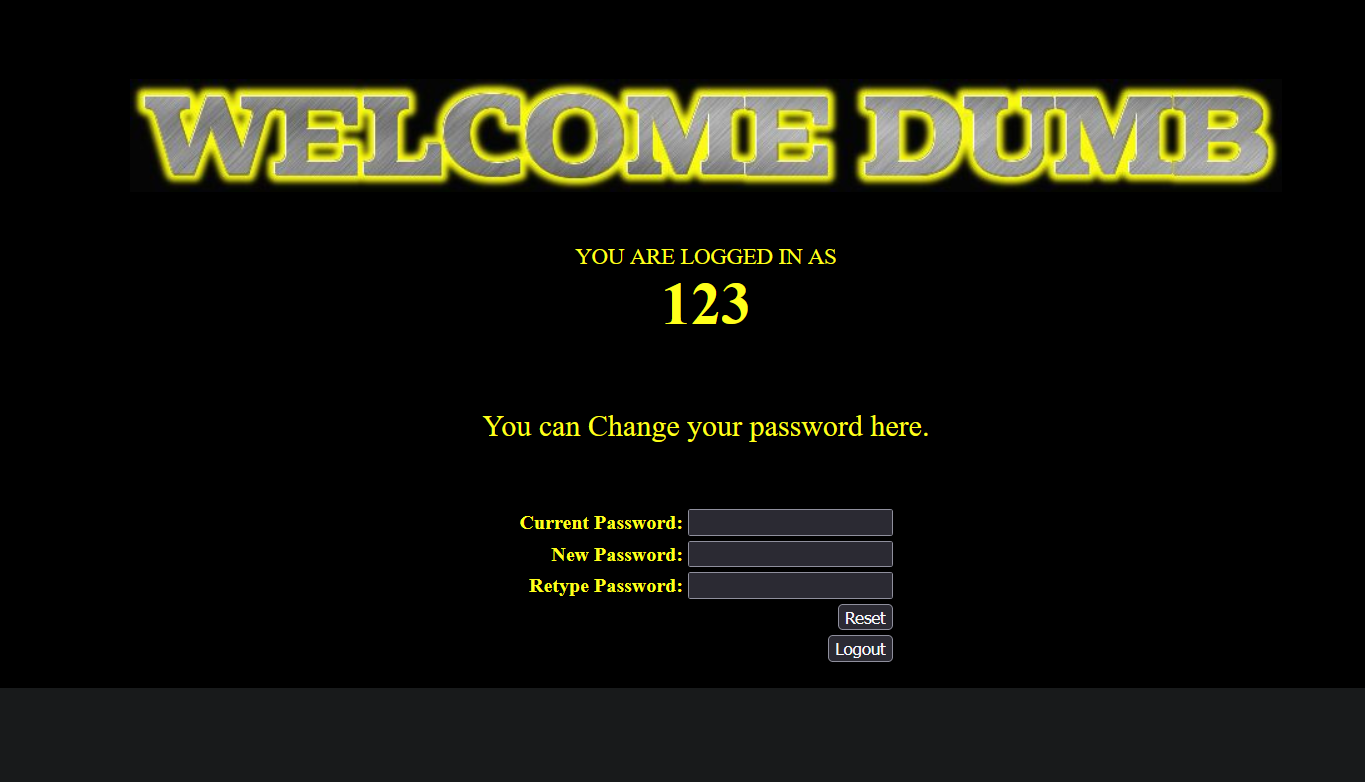 WELCOME DUMB
YOU ARE LOGGED IN AS
123
You can Change your password here.
Current Password:
New Password:
Retype Password:
Reset
Logout